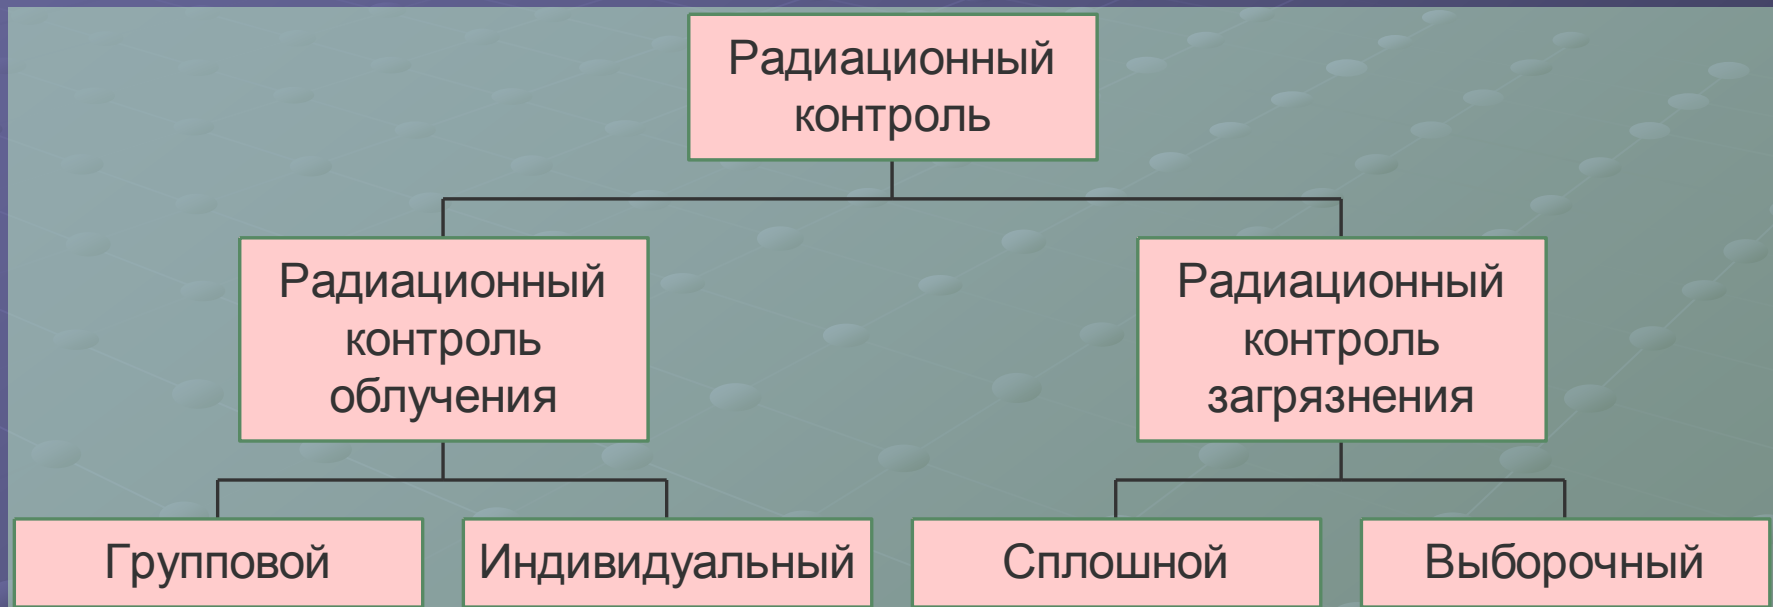 Радиационный
контроль
Радиационный
контроль
облучения
Радиационный
контроль
загрязнения
Групповой
Индивидуальный
Сплошной
Выборочный